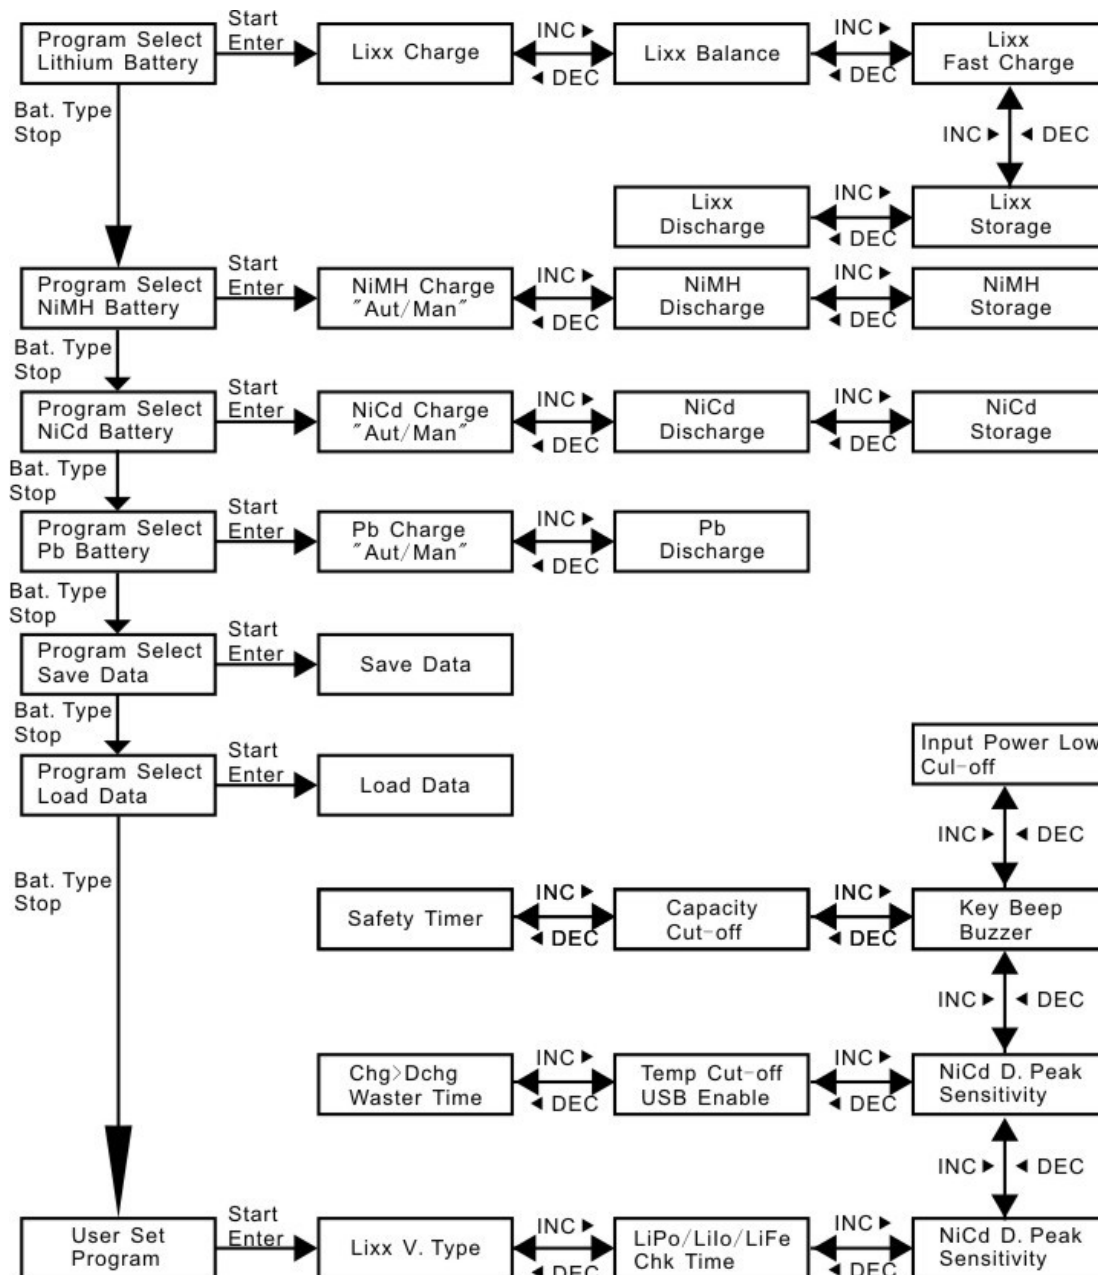 Program Select
Lithium Battery
Start
Enter
Lixx Charge
INC ►
◄ DEC
Lixx Balance
INC ►
◄ DEC
Lixx
Fast Charge
Bat. Type
Stop
INC ►
◄ DEC
Lixx
Discharge
INC ►
◄ DEC
Lixx
Storage
Program Select
NiMH Battery
Start
Enter
NiMH Charge
"Aut/Man"
INC ►
◄ DEC
NiMH
Discharge
INC ►
◄ DEC
NiMH
Storage
Bat. Type
Stop
Program Select
NiCd Battery
Start
Enter
NiCd Charge
"Aut/Man"
INC ►
◄ DEC
NiCd
Discharge
INC ►
◄ DEC
NiCd
Storage
Bat. Type
Stop
Program Select
Pb Battery
Start
Enter
Pb Charge
"Aut/Man"
INC ►
◄ DEC
Pb
Discharge
Bat. Type
Stop
Program Select
Save Data
Start
Enter
Save Data
Bat. Type
Stop
Program Select
Load Data
Start
Enter
Load Data
Input Power Low
Cul-off
INC ►
◄ DEC
Bat. Type
Stop
Safety Timer
INC ►
◄ DEC
Capacity
Cut-off
INC ►
◄ DEC
Key Beep
Buzzer
INC ►
◄ DEC
Chg>Dchg
Waster Time
INC ►
◄ DEC
Temp Cut-off
USB Enable
INC ►
◄ DEC
NiCd D. Peak
Sensitivity
INC ►
◄ DEC
User Set
Program
Start
Enter
Lixx V. Type
INC ►
◄ DEC
LiPo/LiIo/LiFe
Chk Time
INC ►
◄ DEC
NiCd D. Peak
Sensitivity